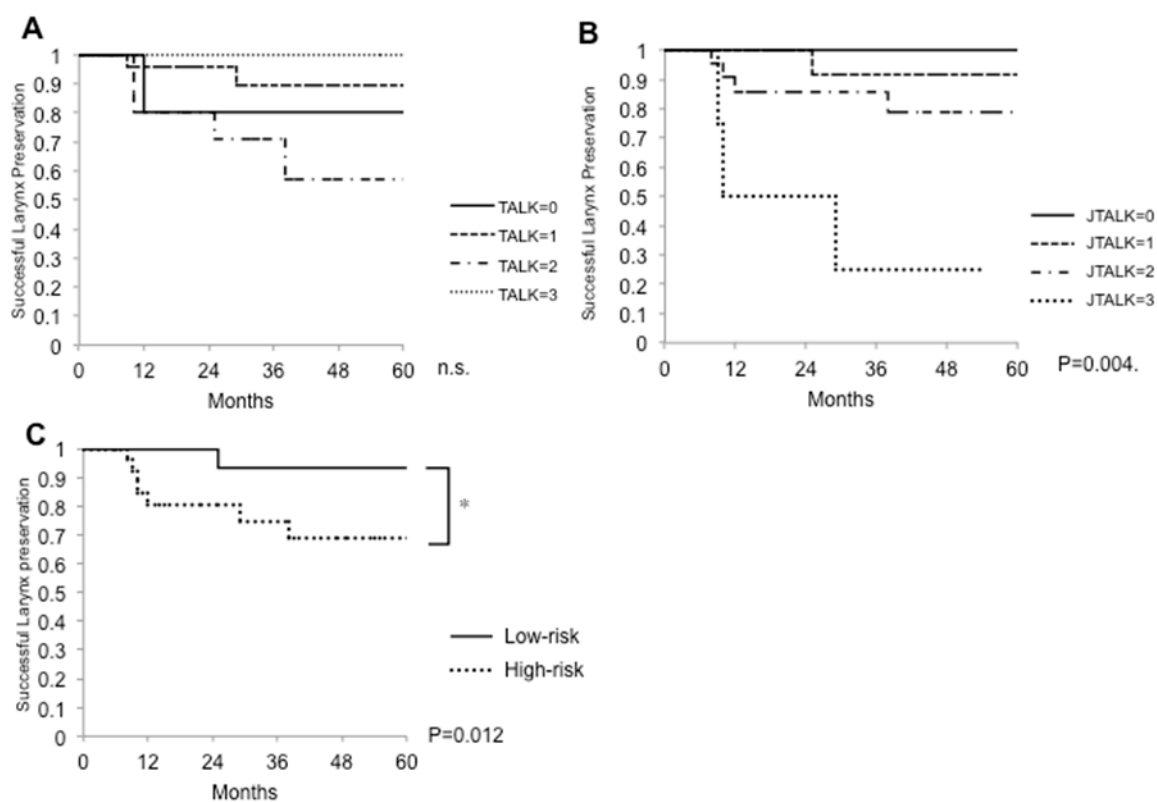 A
Successful Larynx Preservation
1
0.9
0.8
0.7
0.6
0.5
0.4
0.3
0.2
0.1
0
0 12 24 36 48 60
Months
TALK=0
TALK=1
TALK=2
TALK=3
n.s.
B
Successful Larynx Preservation
1
0.9
0.8
0.7
0.6
0.5
0.4
0.3
0.2
0.1
0
0 12 24 36 48 60
Months
JTALK=0
JTALK=1
JTALK=2
JTALK=3
P=0.004.
C
Successful Larynx preservation
1
0.9
0.8
0.7
0.6
0.5
0.4
0.3
0.2
0.1
0
0 12 24 36 48 60
Months
*
Low-risk
High-risk
P=0.012